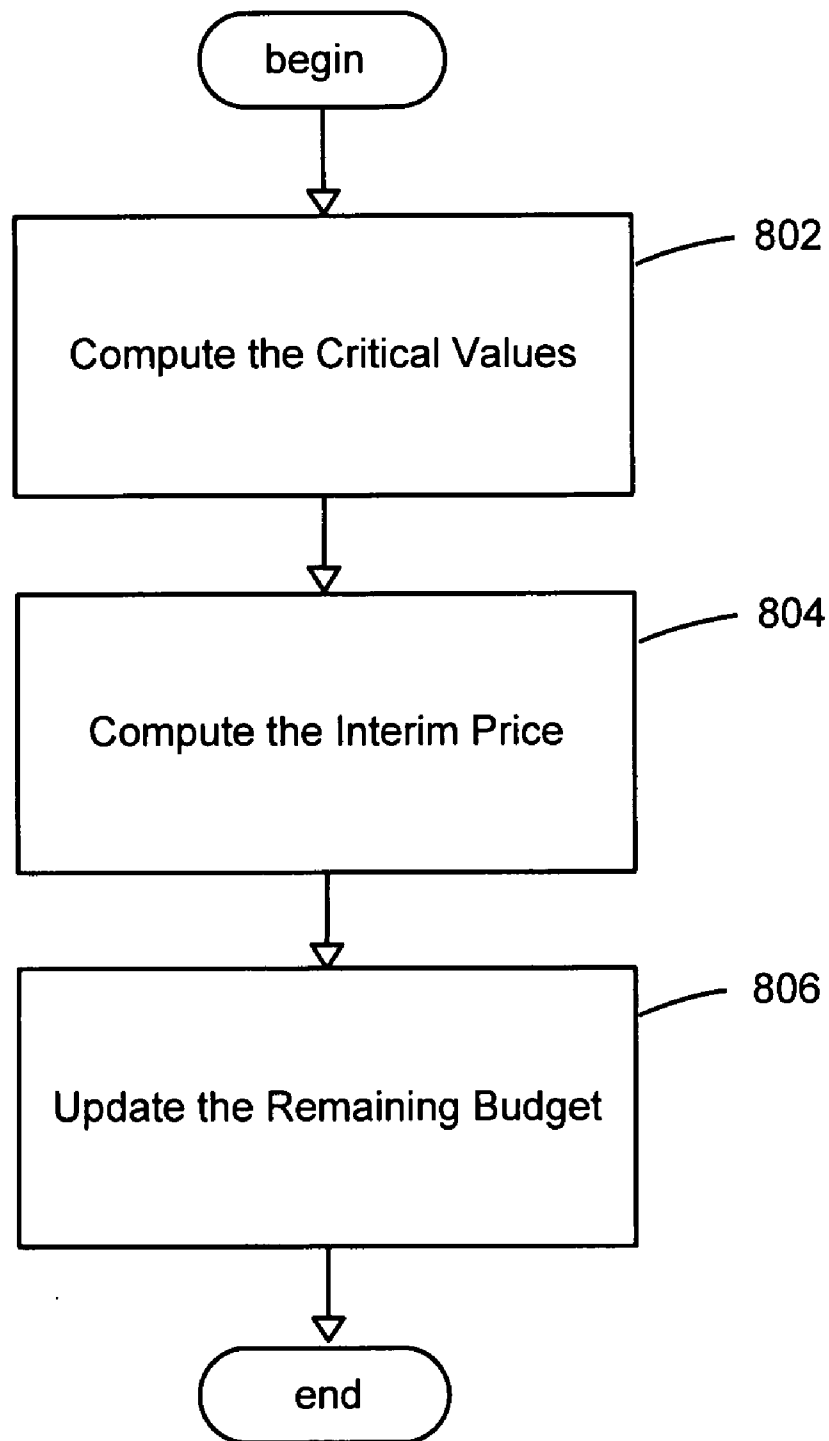 begin
802
Compute the Critical Values
804
Compute the Interim Price
806
Update the Remaining Budget
end